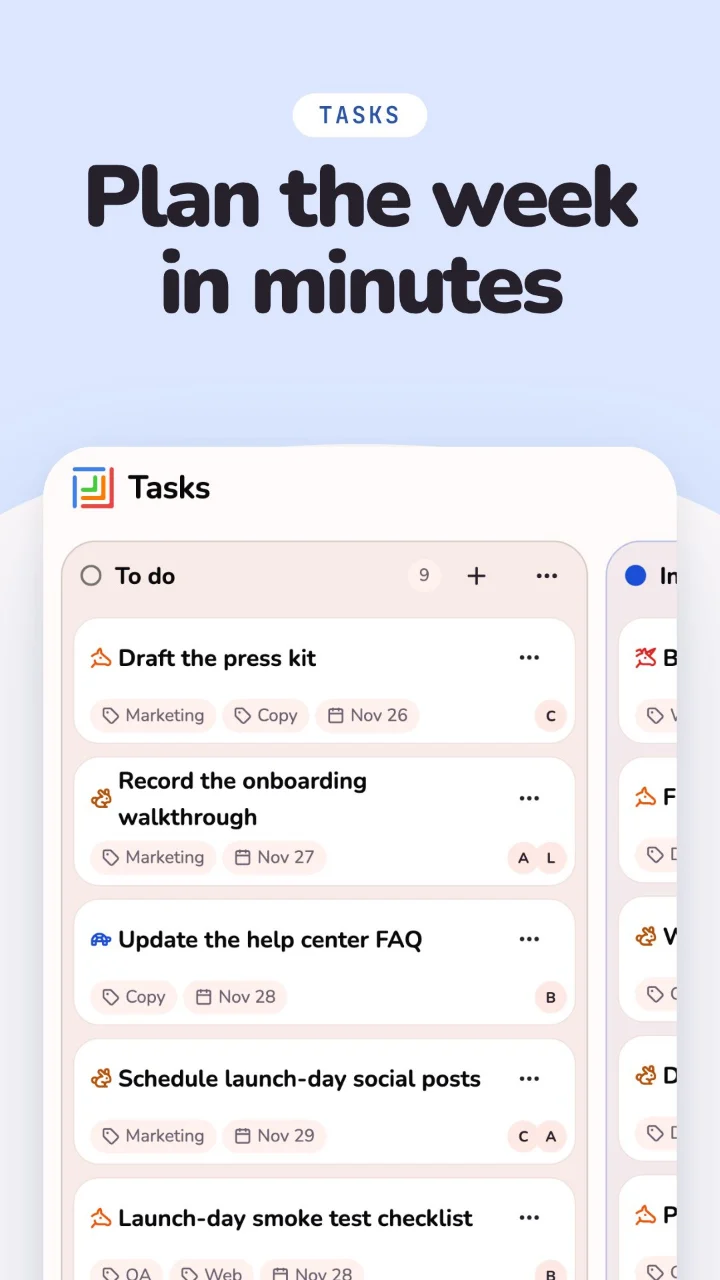 TASKS
Plan the week
in minutes
Tasks
To do
9
In
Draft the press kit
Marketing
Copy
Nov 26
C
B
Record the onboarding
walkthrough
Marketing
Nov 27
A
L
F
Update the help center FAQ
Copy
Nov 28
B
Schedule launch-day social posts
Marketing
Nov 29
C
A
D
Launch-day smoke test checklist
QA
Web
Nov 28
B
P